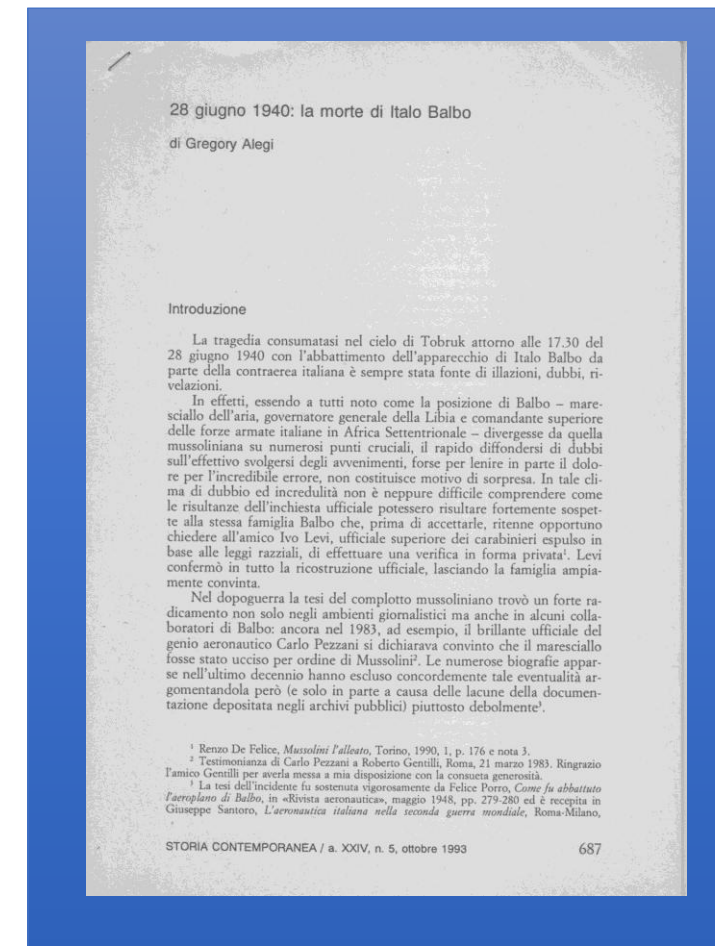 28 giugno 1940: la morte di Italo Balbo
di Gregory Alegi
Introduzione
La tragedia consumatasi nel cielo di Tobruk attorno alle 17.30 del
28 giugno 1940 con l'abbattimento dell'apparecchio di Italo Balbo da
parte della contraerea italiana è sempre stata fonte di illazioni, dubbi, ri-
velazioni.
In effetti, essendo a tutti noto come la posizione di Balbo – mare-
sciallo dell'aria, governatore generale della Libia e comandante superiore
delle forze armate italiane in Africa Settentrionale – divergesse da quella
mussoliniana su numerosi punti cruciali, il rapido diffondersi di dubbi
sull'effettivo svolgersi degli avvenimenti, forse per lenire in parte il dolo-
re per l'incredibile errore, non costituisce motivo di sorpresa. In tale cli-
ma di dubbio ed incredulità non è neppure difficile comprendere come
le risultanze dell'inchiesta ufficiale potessero risultare fortemente sospet-
te alla stessa famiglia Balbo che, prima di accettarle, ritenne opportuno
chiedere all'amico Ivo Levi, ufficiale superiore dei carabinieri espulso in
base alle leggi razziali, di effettuare una verifica in forma privata¹. Levi
confermò in tutto la ricostruzione ufficiale, lasciando la famiglia ampia-
mente convinta.
Nel dopoguerra la tesi del complotto mussoliniano trovò un forte ra-
dicamento non solo negli ambienti giornalistici ma anche in alcuni colla-
boratori di Balbo: ancora nel 1983, ad esempio, il brillante ufficiale del
genio aeronautico Carlo Pezzani si dichiarava convinto che il maresciallo
fosse stato ucciso per ordine di Mussolini². Le numerose biografie appar-
se nell'ultimo decennio hanno escluso concordemente tale eventualità ar-
gomentandola però (e solo in parte a causa delle lacune della documen-
tazione depositata negli archivi pubblici) piuttosto debolmente³.
¹ Renzo De Felice, Mussolini l'alleato, Torino, 1990, 1, p. 176 e nota 3.
² Testimonianza di Carlo Pezzani a Roberto Gentilli, Roma, 21 marzo 1983. Ringrazio
l'amico Gentilli per averla messa a mia disposizione con la consueta generosità.
³ La tesi dell'incidente fu sostenuta vigorosamente da Felice Porro, Come fu abbattuto
l'aeroplano di Balbo, in «Rivista aeronautica», maggio 1948, pp. 279-280 ed è recepita in
Giuseppe Santoro, L'aeronautica italiana nella seconda guerra mondiale, Roma-Milano,
STORIA CONTEMPORANEA / a. XXIV, n. 5, ottobre 1993
687